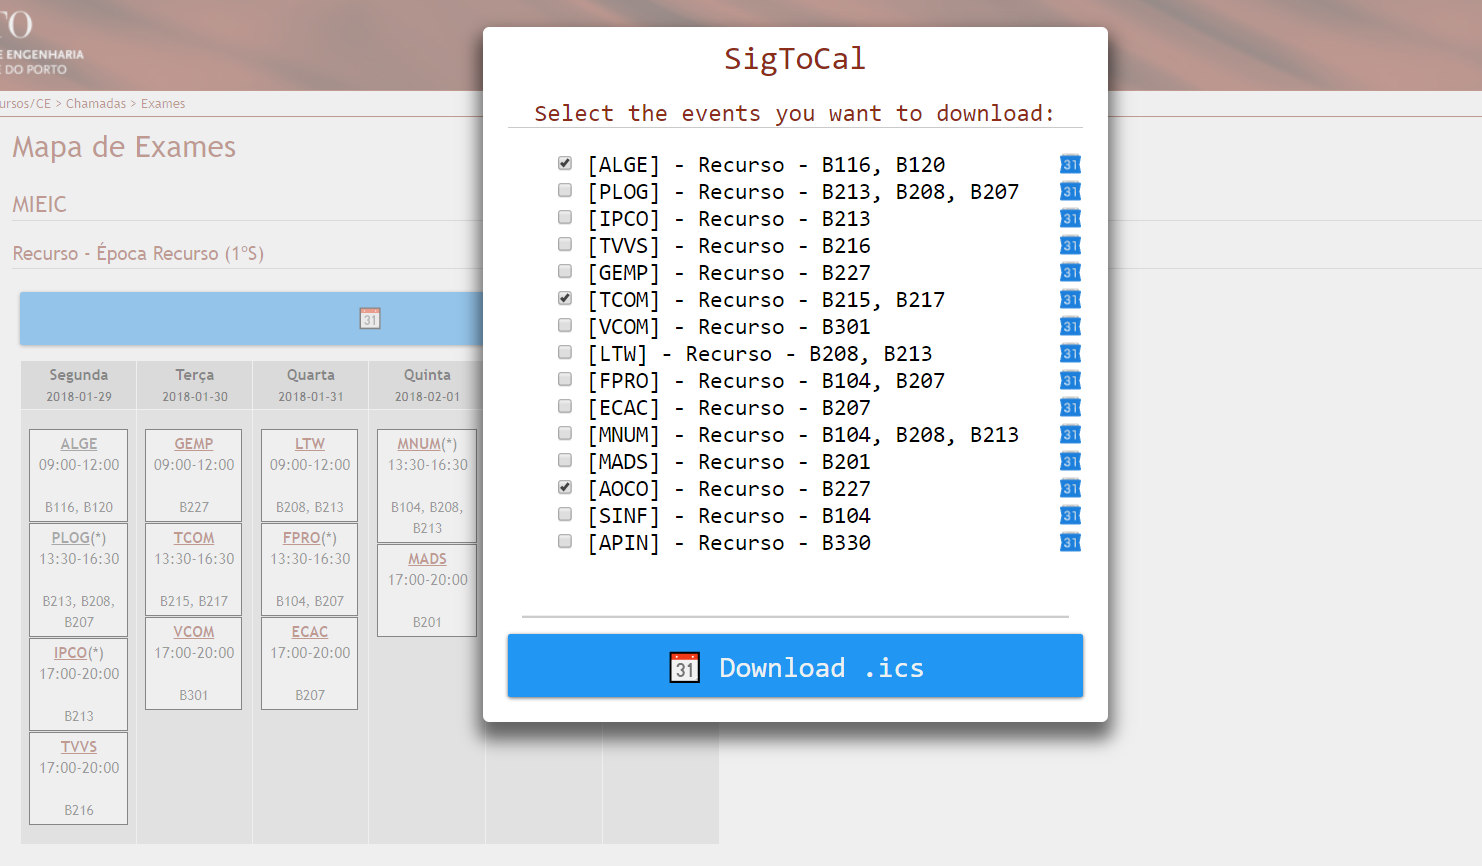 TO
E ENGENHARIA
E DO PORTO
ursos/CE > Chamadas > Exames
Mapa de Exames
MIEIC
Recurso - Época Recurso (1ºS)
31
Segunda
2018-01-29
Terça
2018-01-30
Quarta
2018-01-31
Quinta
2018-02-01
ALGE
09:00-12:00
B116, B120
PLOG(*)
13:30-16:30
B213, B208,
B207
IPCO(*)
17:00-20:00
B213
TVVS
17:00-20:00
B216
GEMP
09:00-12:00
B227
TCOM
13:30-16:30
B215, B217
VCOM
17:00-20:00
B301
LTW
09:00-12:00
B208, B213
FPRO(*)
13:30-16:30
B104, B207
ECAC
17:00-20:00
B207
MNUM(*)
13:30-16:30
B104, B208,
B213
MADS
17:00-20:00
B201
SigToCal
Select the events you want to download:
[ALGE] - Recurso - B116, B120 31
[PLOG] - Recurso - B213, B208, B207 31
[IPCO] - Recurso - B213 31
[TVVS] - Recurso - B216 31
[GEMP] - Recurso - B227 31
[TCOM] - Recurso - B215, B217 31
[VCOM] - Recurso - B301 31
[LTW] - Recurso - B208, B213 31
[FPRO] - Recurso - B104, B207 31
[ECAC] - Recurso - B207 31
[MNUM] - Recurso - B104, B208, B213 31
[MADS] - Recurso - B201 31
[AOCO] - Recurso - B227 31
[SINF] - Recurso - B104 31
[APIN] - Recurso - B330 31
31 Download .ics